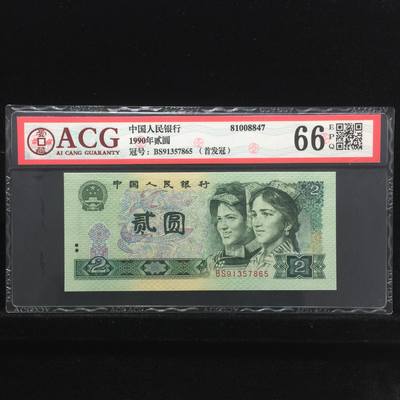 ACG
AI CANG GUARANTY
中国人民银行
1990年贰圆
冠号: BS91357865 (首发冠)
81008847
66
EPQ
中国人民银行
贰圆
2
BS91357865
2
2